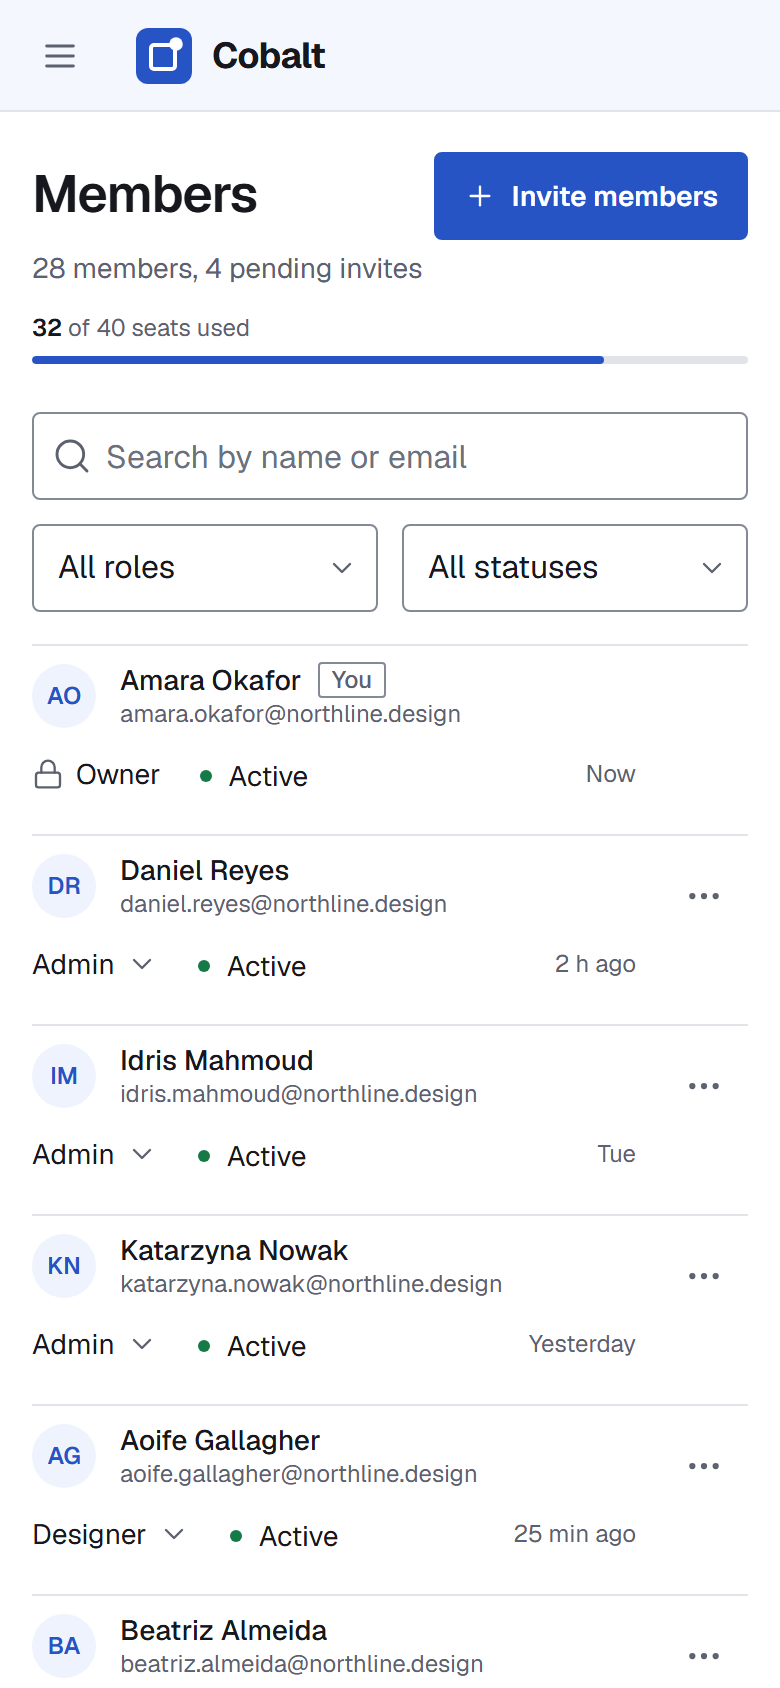 Cobalt
Members
Invite members
28 members, 4 pending invites
32 of 40 seats used
Search by name or email
All roles
All statuses
AO
Amara Okafor You
amara.okafor@northline.design
Owner Active Now
DR
Daniel Reyes
daniel.reyes@northline.design
Admin Active 2 h ago
IM
Idris Mahmoud
idris.mahmoud@northline.design
Admin Active Tue
KN
Katarzyna Nowak
katarzyna.nowak@northline.design
Admin Active Yesterday
AG
Aoife Gallagher
aoife.gallagher@northline.design
Designer Active 25 min ago
BA
Beatriz Almeida
beatriz.almeida@northline.design